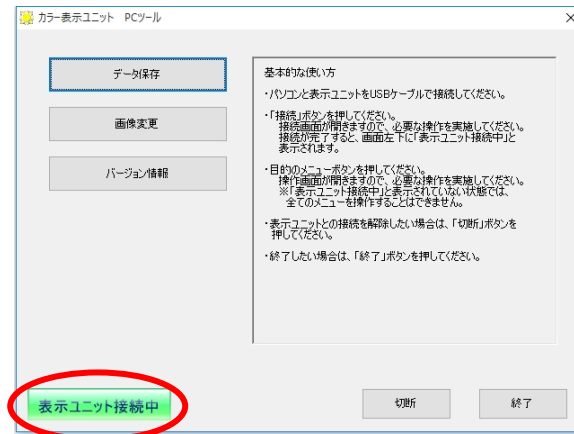 カラー表示ユニット PCツール
データ保存
画像変更
バージョン情報
基本的な使い方
・パソコンと表示ユニットをUSBケーブルで接続してください。
・「接続」ボタンを押してください。
接続画面が開きますので、必要な操作を実施してください。
接続が完了すると、画面左下に「表示ユニット接続中」と
表示されます。
・目的のメニューボタンを押してください。
操作画面が開きますので、必要な操作を実施してください。
※「表示ユニット接続中」と表示されていない状態では、
全てのメニューを操作することはできません。
・表示ユニットとの接続を解除したい場合は、「切断」ボタンを
押してください。
・終了したい場合は、「終了」ボタンを押してください。
表示ユニット接続中
切断
終了